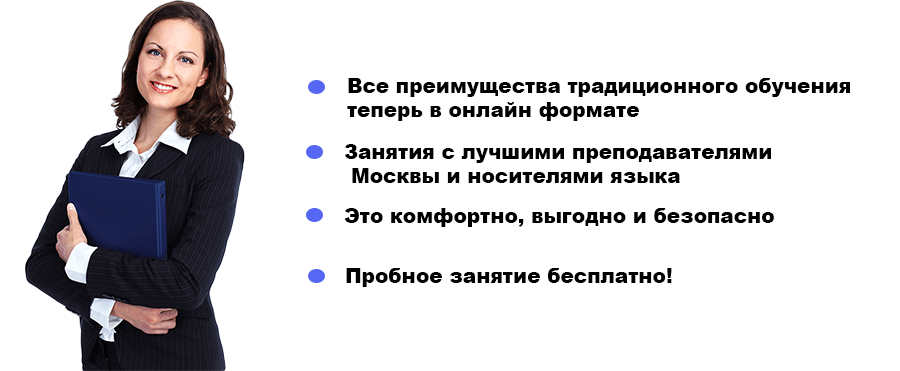 Все преимущества традиционного обучения
теперь в онлайн формате
Занятия с лучшими преподавателями
Москвы и носителями языка
Это комфортно, выгодно и безопасно
Пробное занятие бесплатно!